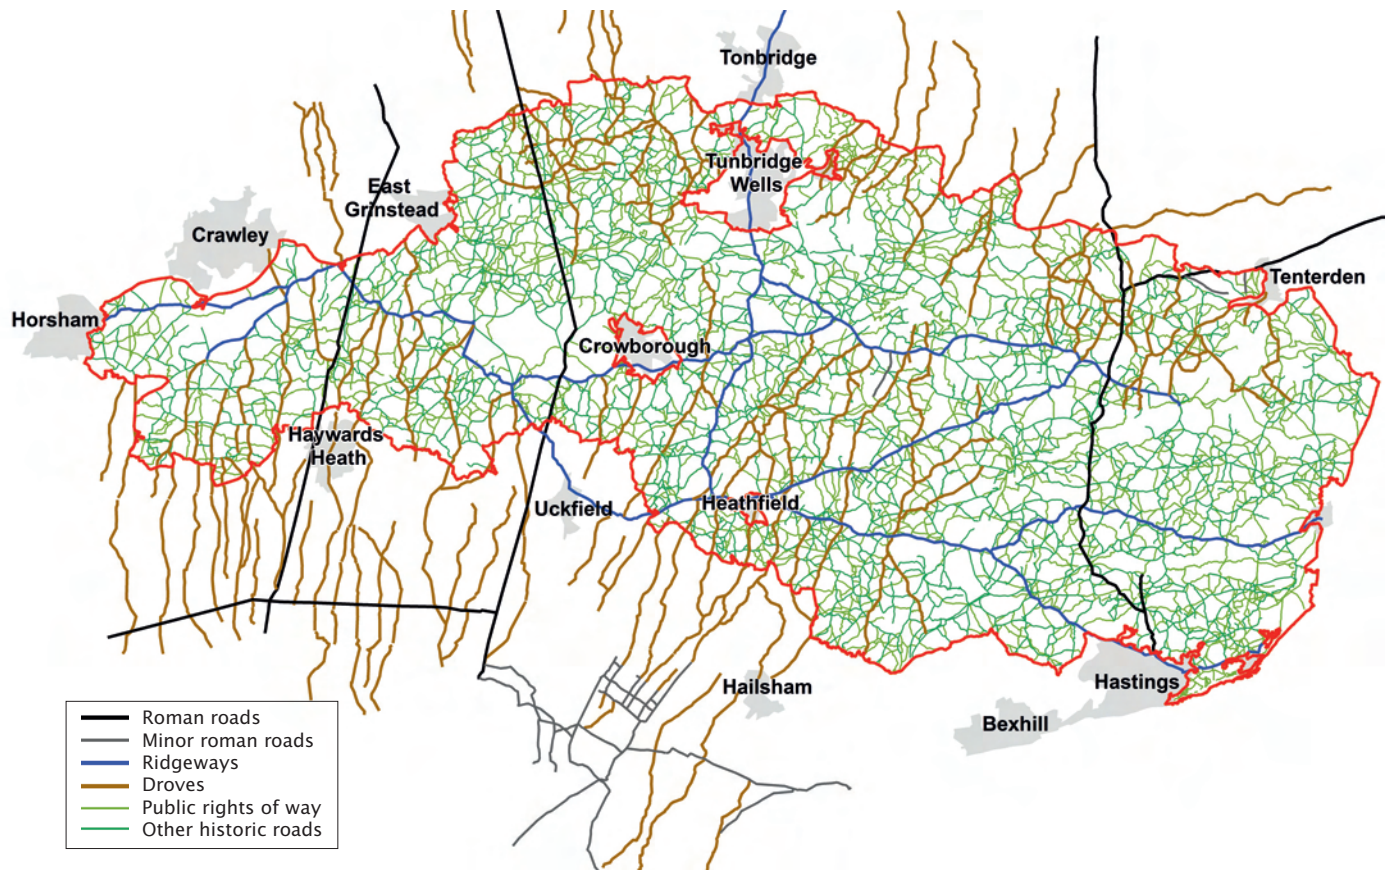 Tonbridge
Tunbridge
Wells
East
Grinstead
Crawley
Tenterden
Horsham
Crowborough
Haywards
Heath
Uckfield
Heathfield
Hailsham
Hastings
Bexhill
Roman roads
Minor roman roads
Ridgeways
Droves
Public rights of way
Other historic roads